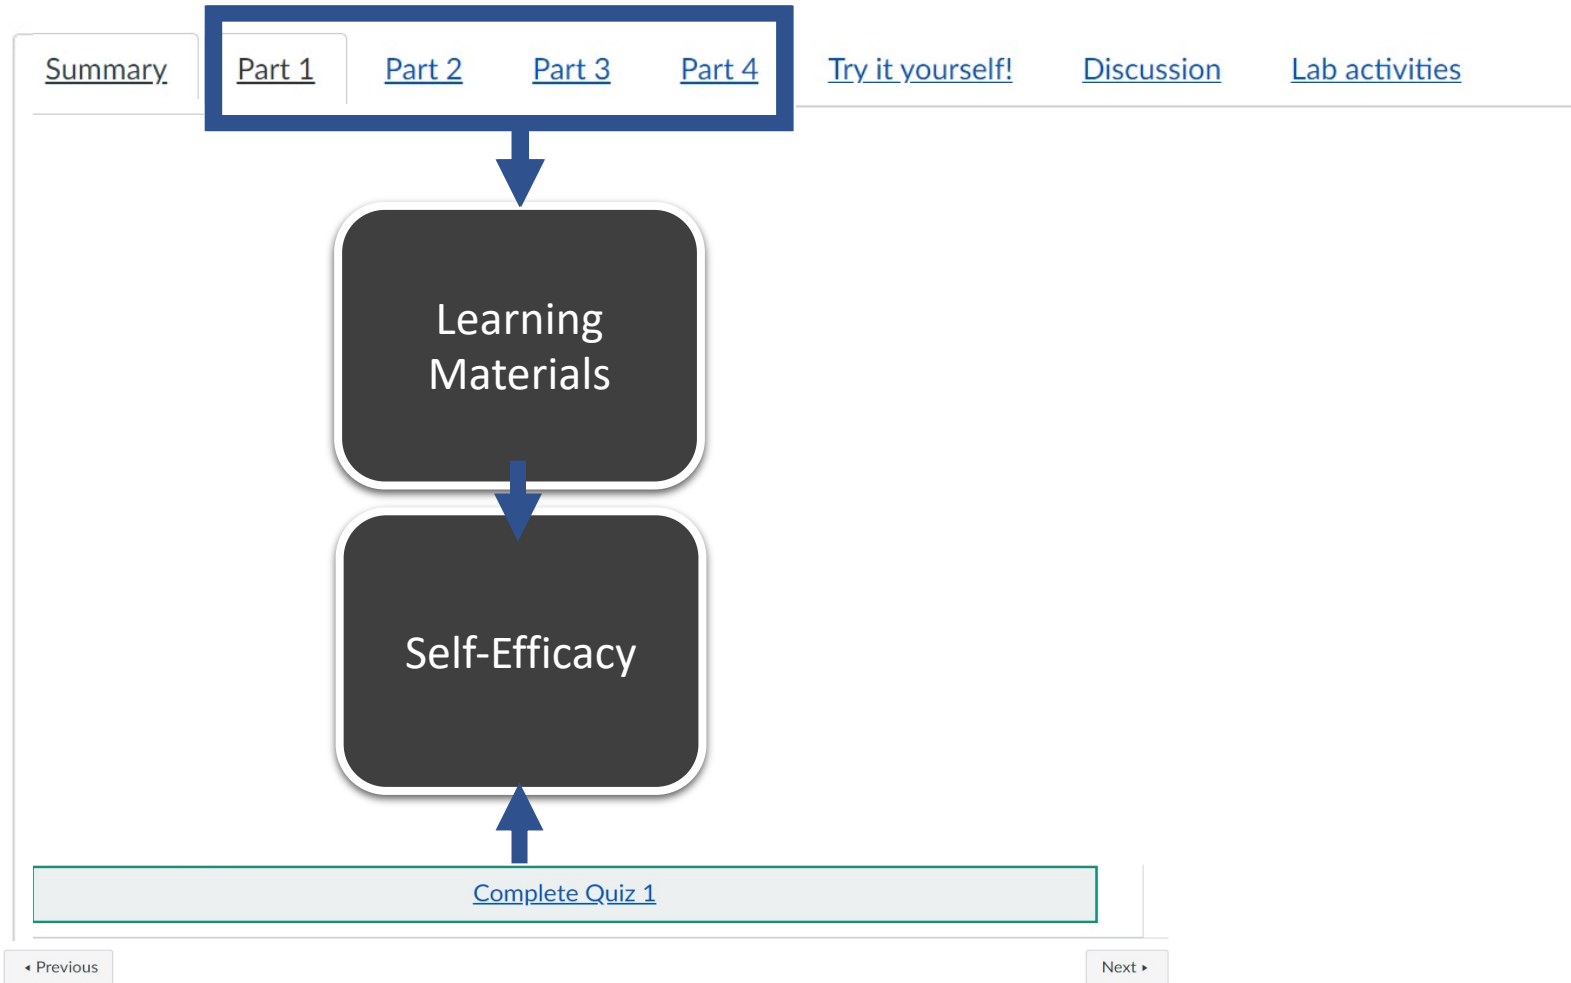 Summary Part 1 Part 2 Part 3 Part 4 Try it yourself! Discussion Lab activities
Learning
Materials
Self-Efficacy
Complete Quiz 1
◂ Previous Next ▸